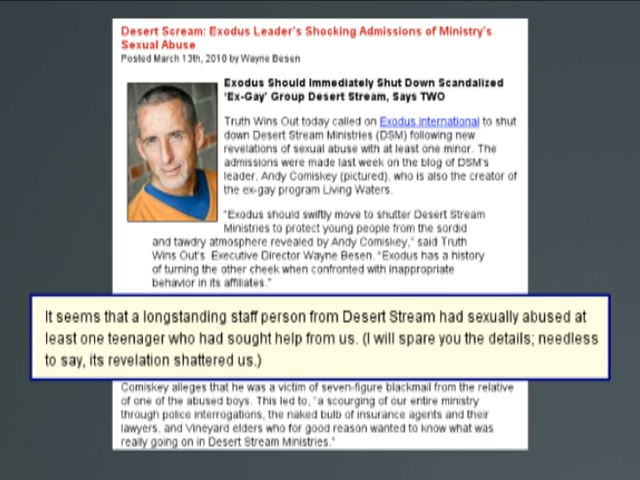 Desert Scream: Exodus Leader's Shocking Admissions of Ministry's
Sexual Abuse
Posted March 13th, 2010 by Wayne Besen
Exodus Should Immediately Shut Down Scandalized
'Ex-Gay' Group Desert Stream, Says TWO
Truth Wins Out today called on Exodus International to shut
down Desert Stream Ministries (DSM) following new
revelations of sexual abuse with at least one minor. The
admissions were made last week on the blog of DSM's
leader, Andy Comiskey (pictured), who is also the creator of
the ex-gay program Living Waters.
"Exodus should swiftly move to shutter Desert Stream
Ministries to protect young people from the sordid
and tawdry atmosphere revealed by Andy Comiskey," said Truth
Wins Out's Executive Director Wayne Besen. "Exodus has a history
of turning the other cheek when confronted with inappropriate
behavior in its affiliates."
It seems that a longstanding staff person from Desert Stream had sexually abused at
least one teenager who had sought help from us. (I will spare you the details; needless
to say, its revelation shattered us.)
Comiskey alleges that he was a victim of seven-figure blackmail from the relative
of one of the abused boys. This led to, "a scourging of our entire ministry
through police interrogations, the naked bulb of insurance agents and their
lawyers, and Vineyard elders who for good reason wanted to know what was
really going on in Desert Stream Ministries."